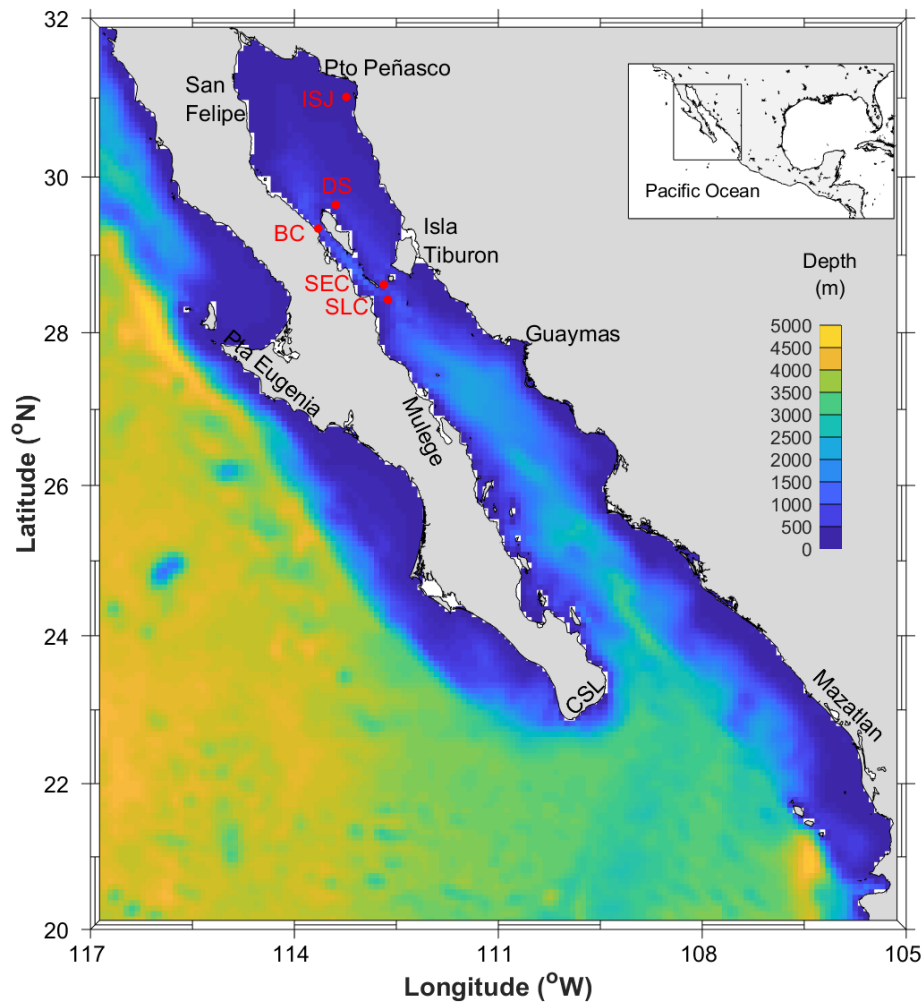 32
30
28
26
24
22
20
Latitude (°N)
117
114
111
108
105
Longitude (°W)
San
Felipe
Pto Peñasco
ISJ
DS
BC
Isla
Tiburon
SEC
SLC
Guaymas
Pta Eugenia
Mulege
CSL
Mazatlan
Pacific Ocean
Depth
(m)
5000
4500
4000
3500
3000
2500
2000
1500
1000
500
0